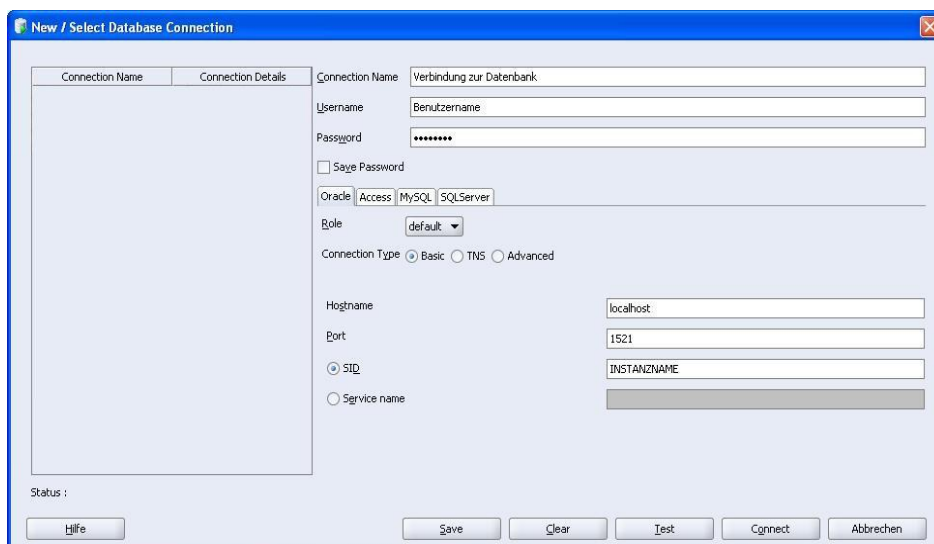 New / Select Database Connection
Connection Name Connection Details
Connection Name Verbindung zur Datenbank
Username Benutzername
Password ••••••••
Save Password
Oracle Access MySQL SQLServer
Role default
Connection Type Basic TNS Advanced
Hostname localhost
Port 1521
SID INSTANZNAME
Service name
Status :
Hilfe Save Clear Test Connect Abbrechen